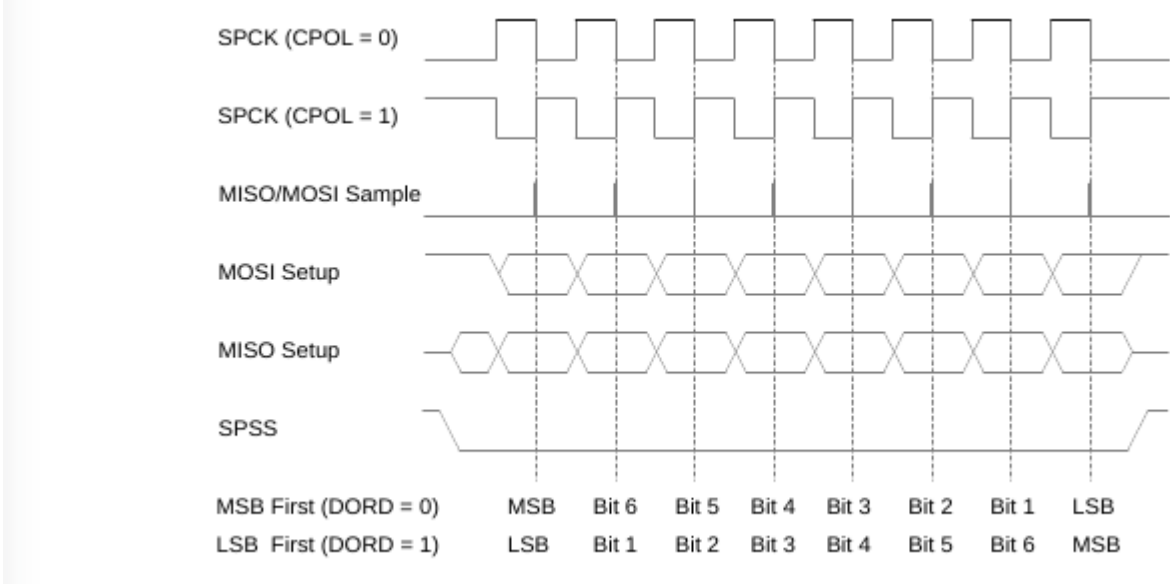 SPCK (CPOL = 0)
SPCK (CPOL = 1)
MISO/MOSI Sample
MOSI Setup
MISO Setup
SPSS
MSB First (DORD = 0) MSB Bit 6 Bit 5 Bit 4 Bit 3 Bit 2 Bit 1 LSB
LSB First (DORD = 1) LSB Bit 1 Bit 2 Bit 3 Bit 4 Bit 5 Bit 6 MSB